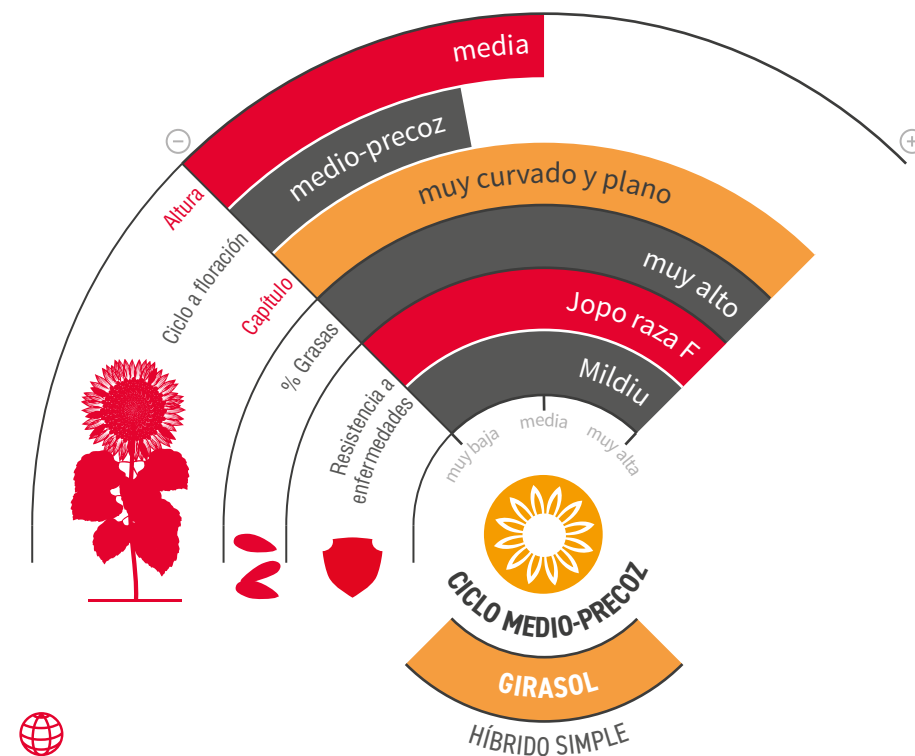 media
medio-precoz
muy curvado y plano
muy alto
Jopo raza F
Mildiu
−
+
Altura
Ciclo a floración
Capítulo
% Grasas
Resistencia a
enfermedades
muy baja
media
muy alta
CICLO MEDIO-PRECOZ
GIRASOL
HÍBRIDO SIMPLE